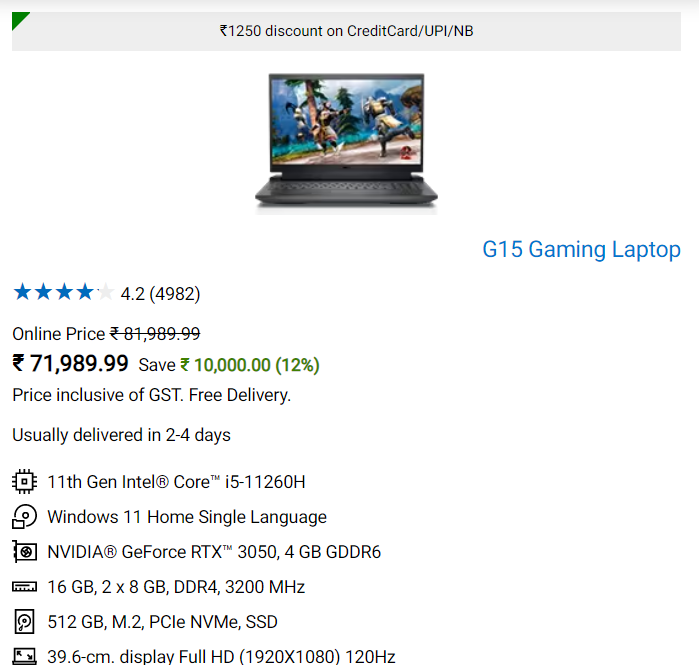 ₹1250 discount on CreditCard/UPI/NB
G15 Gaming Laptop
4.2 (4982)
Online Price ₹ 81,989.99
₹ 71,989.99 Save ₹ 10,000.00 (12%)
Price inclusive of GST. Free Delivery.
Usually delivered in 2-4 days
11th Gen Intel® Core™ i5-11260H
Windows 11 Home Single Language
NVIDIA® GeForce RTX™ 3050, 4 GB GDDR6
16 GB, 2 x 8 GB, DDR4, 3200 MHz
512 GB, M.2, PCIe NVMe, SSD
39.6-cm. display Full HD (1920X1080) 120Hz